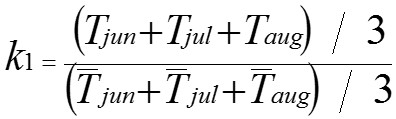 (Tjun+Tjul+Taug) / 3
k1 =
(T̿jun+T̿jul+T̿aug) / 3